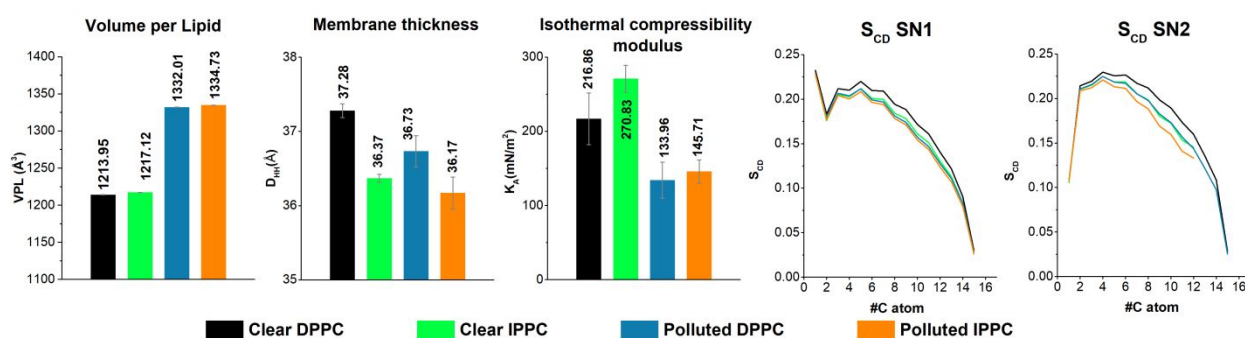 Volume per Lipid
VPL (Å³)
1400
1350
1300
1250
1200
1150
1100
1213.95
1217.12
1332.01
1334.73
Membrane thickness
D_HH(Å)
38
37
36
35
37.28
36.37
36.73
36.17
Isothermal compressibility
modulus
K_A(mN/m²)
300
200
100
0
216.86
270.83
133.96
145.71
S_CD SN1
S_CD
0.25
0.20
0.15
0.10
0.05
0.00
0 2 4 6 8 10 12 14 16
#C atom
S_CD SN2
S_CD
0.25
0.20
0.15
0.10
0.05
0.00
0 2 4 6 8 10 12 14 16
#C atom
Clear DPPC Clear IPPC Polluted DPPC Polluted IPPC